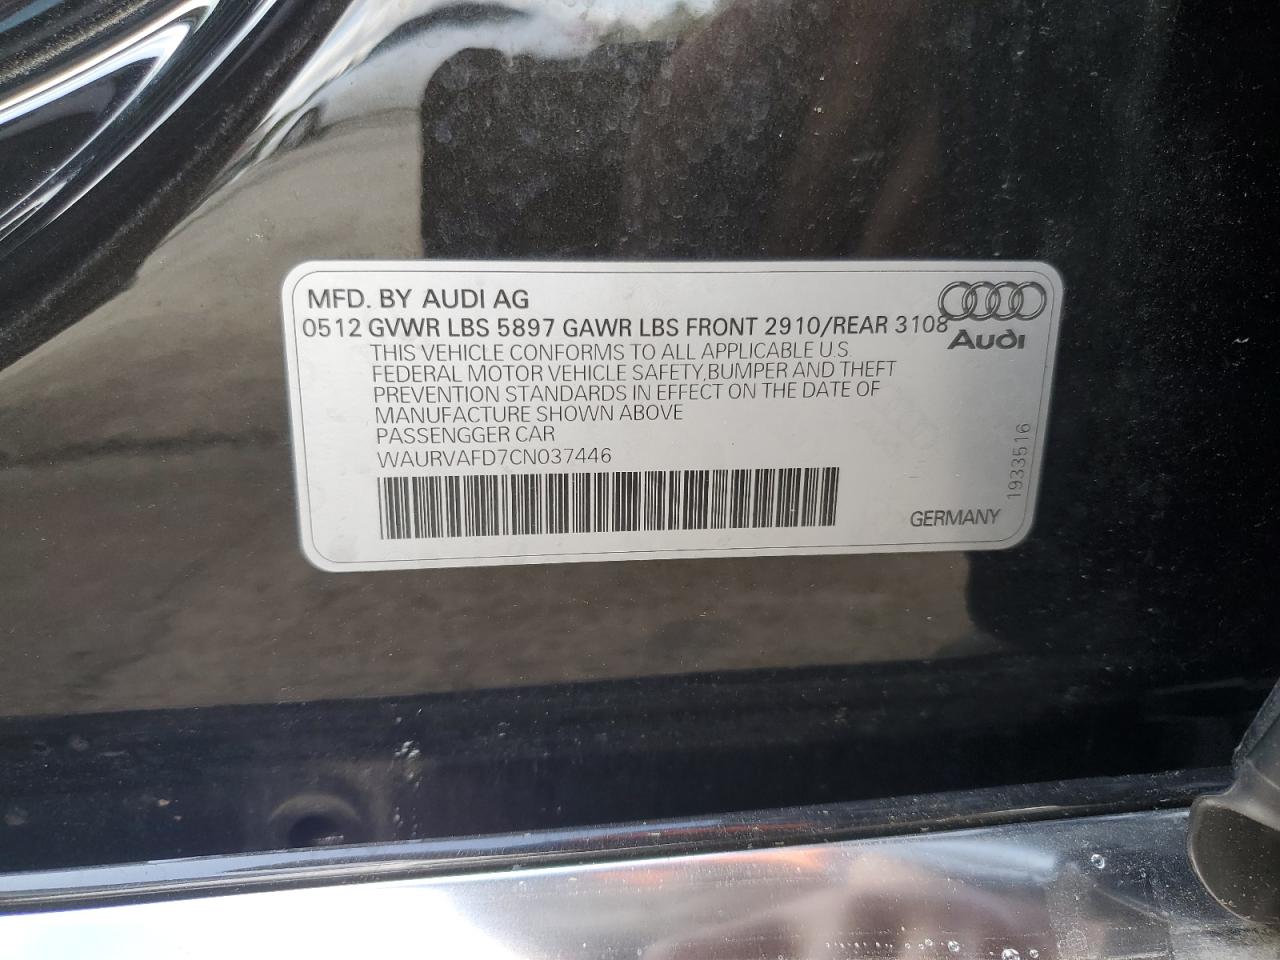 MFD. BY AUDI AG
0512 GVWR LBS 5897 GAWR LBS FRONT 2910/REAR 3108
Audi
THIS VEHICLE CONFORMS TO ALL APPLICABLE U.S
FEDERAL MOTOR VEHICLE SAFETY,BUMPER AND THEFT
PREVENTION STANDARDS IN EFFECT ON THE DATE OF
MANUFACTURE SHOWN ABOVE
PASSENGGER CAR
WAURVAFD7CN037446
1933516
GERMANY